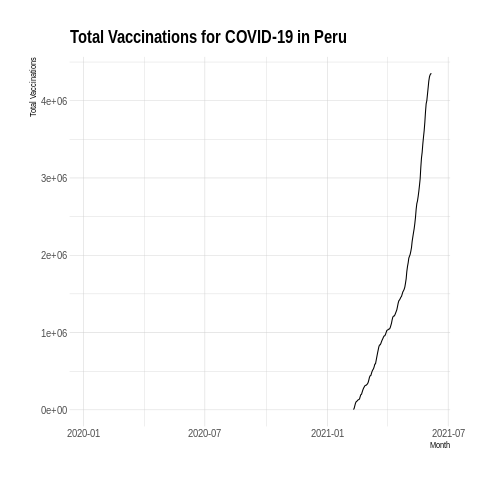 Total Vaccinations for COVID-19 in Peru
Total Vaccinations
4e+06
3e+06
2e+06
1e+06
0e+00
2020-01 2020-07 2021-01 2021-07
Month